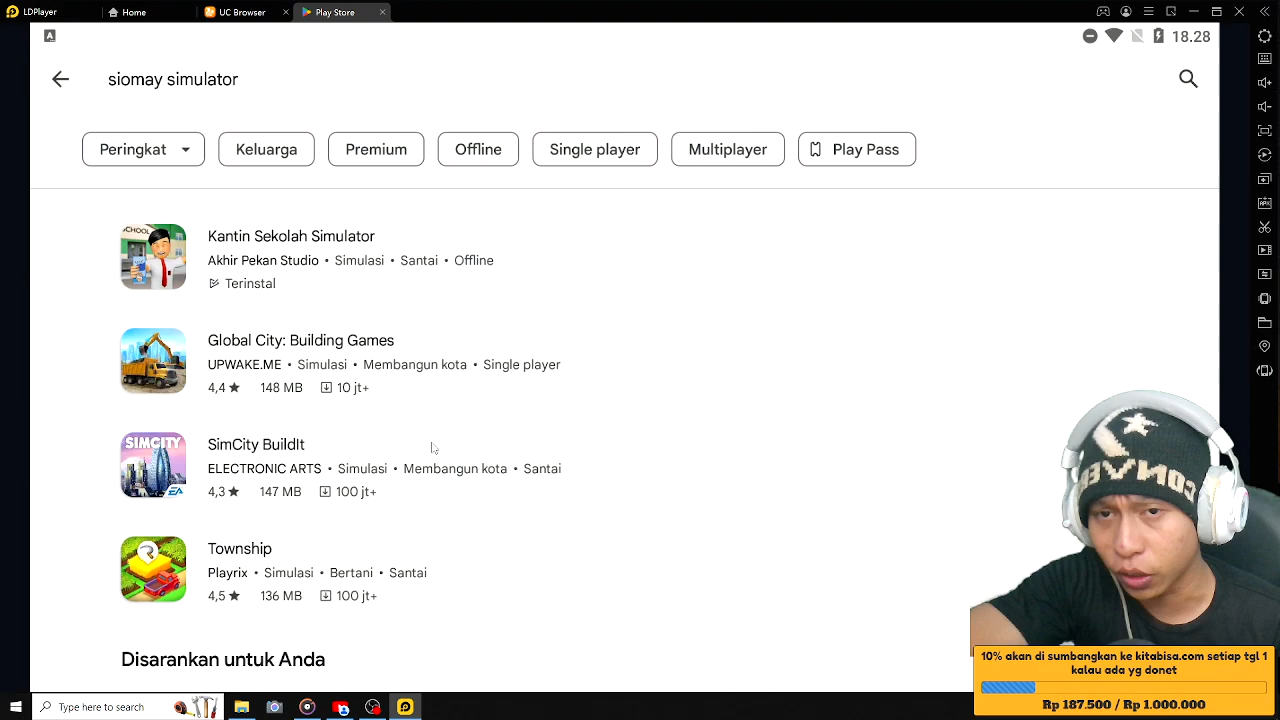 LDPlayer
Home
UC Browser
Play Store
A
18.28
siomay simulator
Peringkat
Keluarga
Premium
Offline
Single player
Multiplayer
Play Pass
SCHOOL
Kantin Sekolah Simulator
Akhir Pekan Studio • Simulasi • Santai • Offline
Terinstal
Global City: Building Games
UPWAKE.ME • Simulasi • Membangun kota • Single player
4,4★ 148 MB 10 jt+
SIMCITY
EA
SimCity BuildIt
ELECTRONIC ARTS • Simulasi • Membangun kota • Santai
4,3★ 147 MB 100 jt+
Township
Playrix • Simulasi • Bertani • Santai
4,5★ 136 MB 100 jt+
Disarankan untuk Anda
CONVERSE
10% akan di sumbangkan ke kitabisa.com setiap tgl 1
kalau ada yg donet
Rp 187.500 / Rp 1.000.000
Type here to search
APK